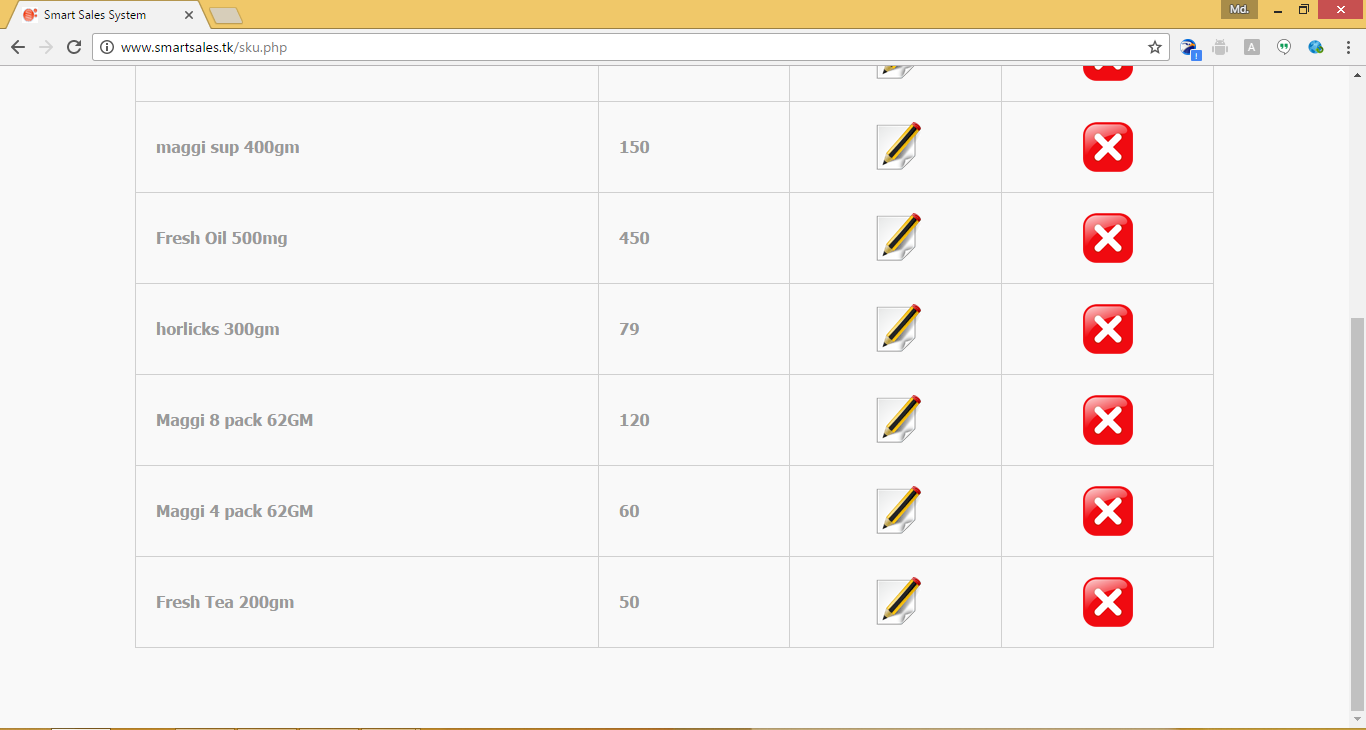 Smart Sales System
Md.
www.smartsales.tk/sku.php
A
maggi sup 400gm 150
Fresh Oil 500mg 450
horlicks 300gm 79
Maggi 8 pack 62GM 120
Maggi 4 pack 62GM 60
Fresh Tea 200gm 50